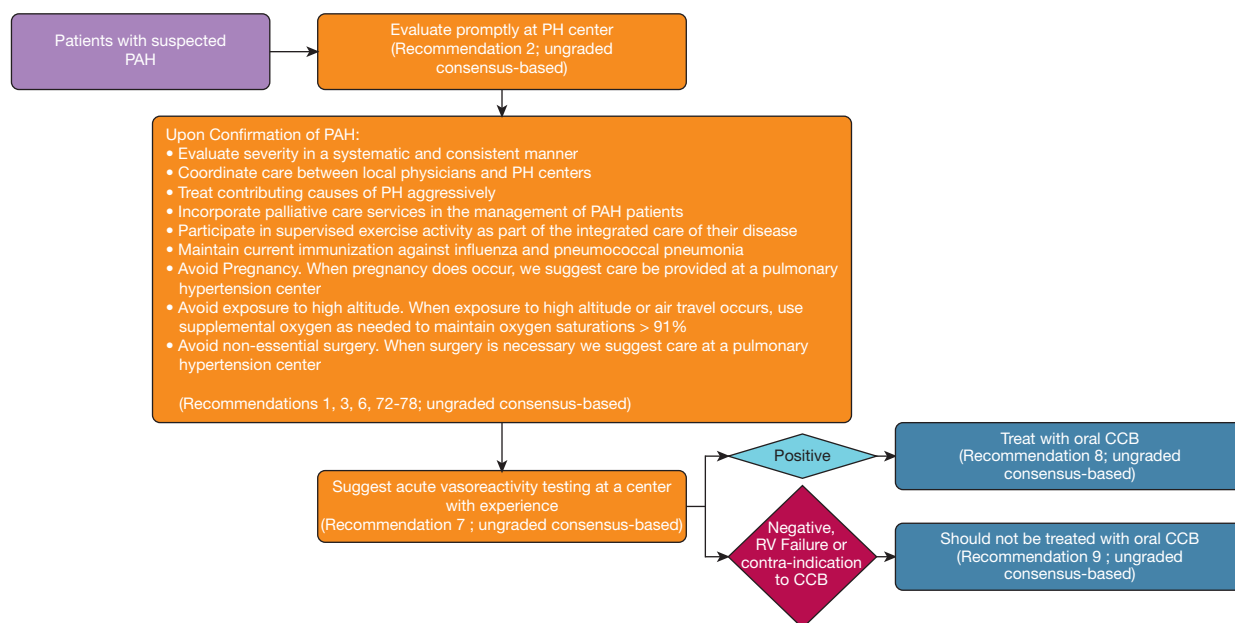 Patients with suspected
PAH
Evaluate promptly at PH center
(Recommendation 2; ungraded
consensus-based)
Upon Confirmation of PAH:
• Evaluate severity in a systematic and consistent manner
• Coordinate care between local physicians and PH centers
• Treat contributing causes of PH aggressively
• Incorporate palliative care services in the management of PAH patients
• Participate in supervised exercise activity as part of the integrated care of their disease
• Maintain current immunization against influenza and pneumococcal pneumonia
• Avoid Pregnancy. When pregnancy does occur, we suggest care be provided at a pulmonary
hypertension center
• Avoid exposure to high altitude. When exposure to high altitude or air travel occurs, use
supplemental oxygen as needed to maintain oxygen saturations > 91%
• Avoid non-essential surgery. When surgery is necessary we suggest care at a pulmonary
hypertension center
(Recommendations 1, 3, 6, 72-78; ungraded consensus-based)
Suggest acute vasoreactivity testing at a center
with experience
(Recommendation 7 ; ungraded consensus-based)
Positive
Treat with oral CCB
(Recommendation 8; ungraded
consensus-based)
Negative,
RV Failure or
contra-indication
to CCB
Should not be treated with oral CCB
(Recommendation 9 ; ungraded
consensus-based)